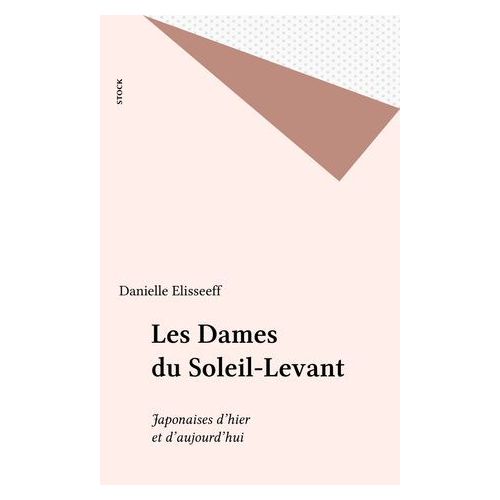 STOCK
Danielle Elisseeff
Les Dames
du Soleil-Levant
Japonaises d'hier
et d'aujourd'hui